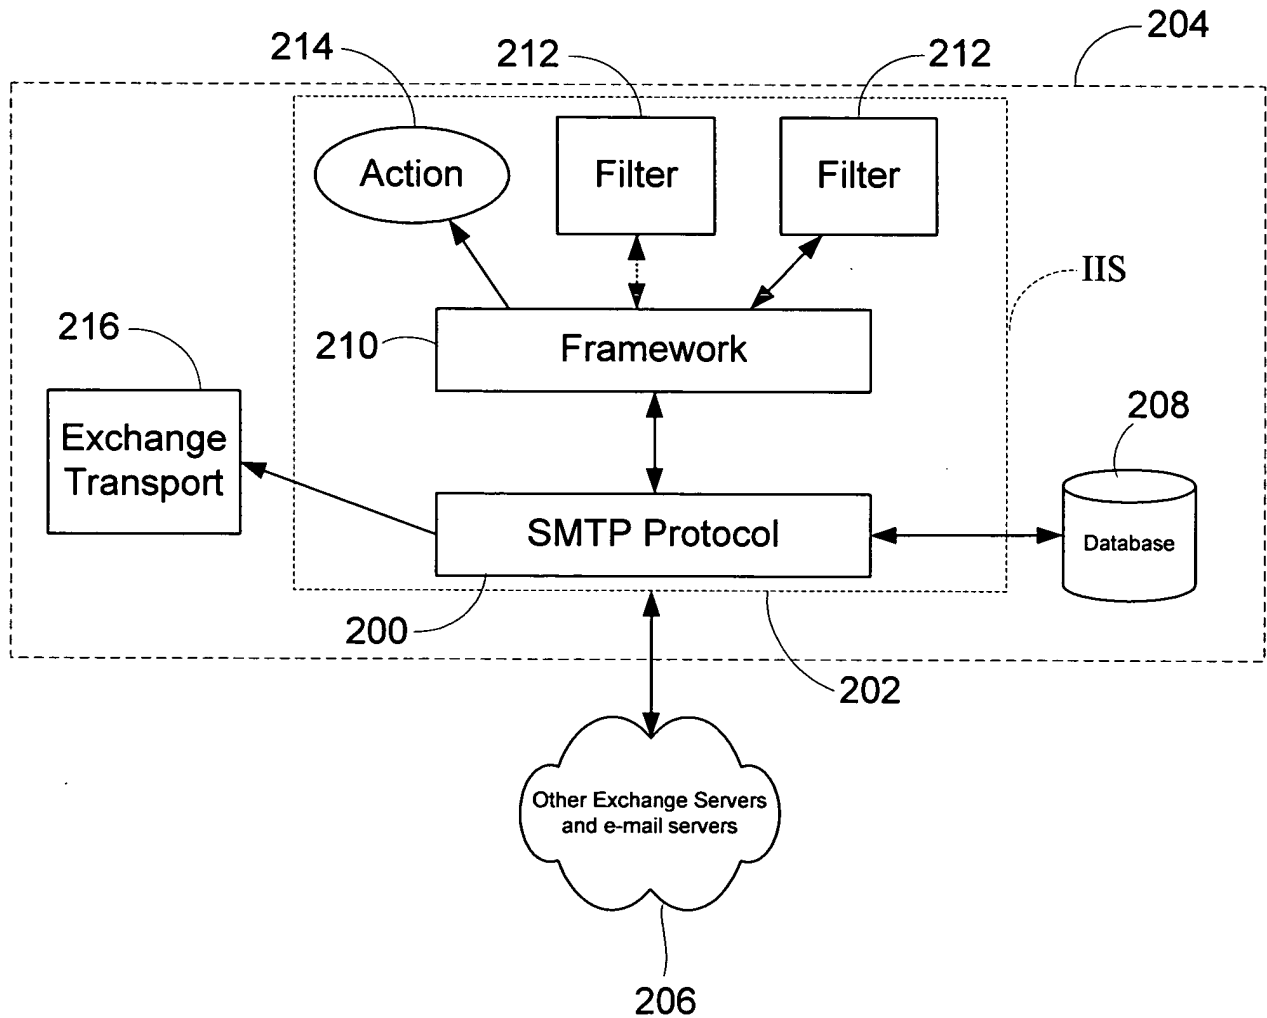 204
214
212
212
Action
Filter
Filter
IIS
216
210
Framework
Exchange
Transport
208
SMTP Protocol
Database
200
202
Other Exchange Servers
and e-mail servers
206